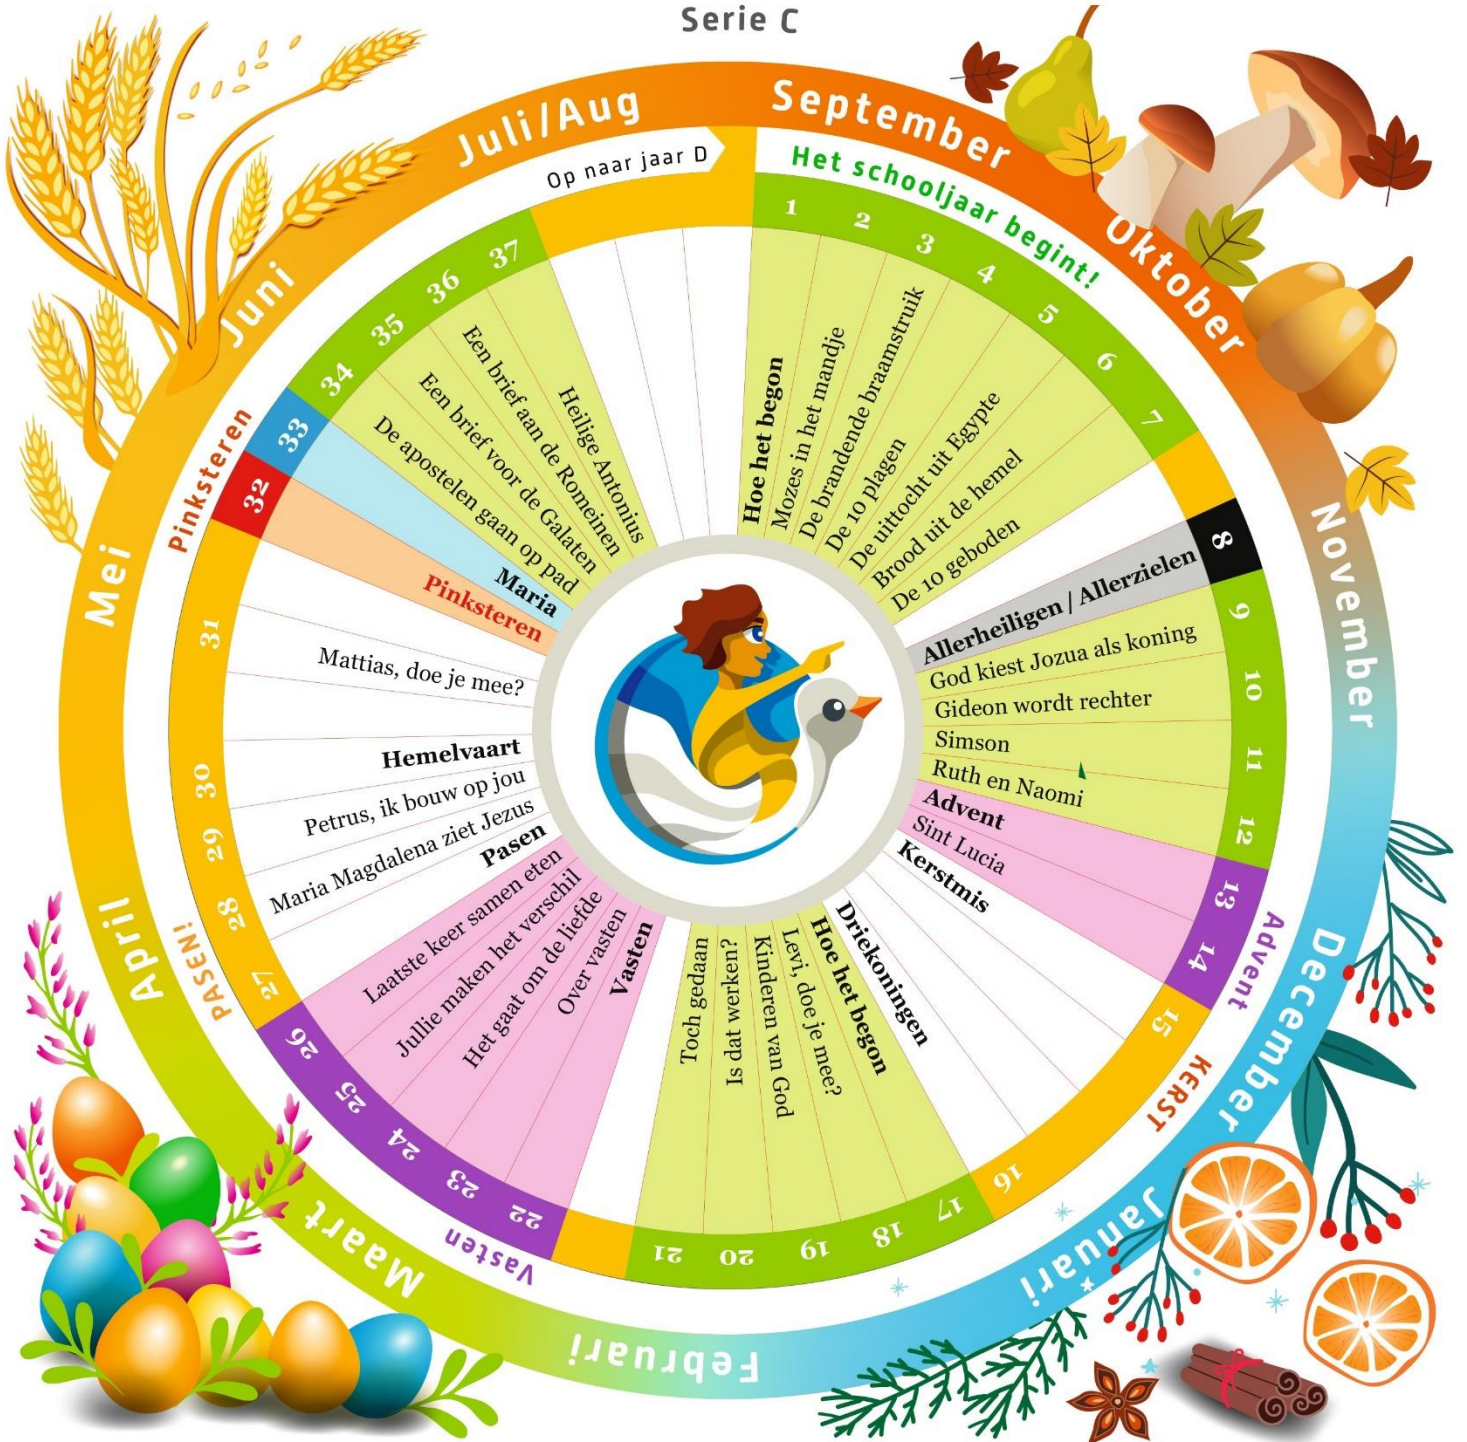 Serie C
September
Oktober
November
December
Januari
Februari
Maart
April
Mei
Juni
Juli/Aug
Op naar jaar D
Het schooljaar begint!
Advent
KERST
Vasten
PASEN!
Pinksteren
1
Hoe het begon
2
Mozes in het mandje
3
De brandende braamstruik
4
De 10 plagen
5
De uittocht uit Egypte
6
Brood uit de hemel
7
De 10 geboden
8
Allerheiligen / Allerzielen
9
God kiest Jozua als koning
10
Gideon wordt rechter
11
Simson
12
Ruth en Naomi
13
Advent
14
Sint Lucia
15
Kerstmis
16
Driekoningen
17
Hoe het begon
18
Levi, doe je mee?
19
Kinderen van God
20
Is dat werken?
21
Toch gedaan
22
Vasten
23
Over vasten
24
Het gaat om de liefde
25
Jullie maken het verschil
26
Laatste keer samen eten
27
Pasen
28
Maria Magdalena ziet Jezus
29
Petrus, ik bouw op jou
30
Hemelvaart
31
Mattias, doe je mee?
32
Pinksteren
33
Maria
34
De apostelen gaan op pad
35
Een brief voor de Galaten
36
Een brief aan de Romeinen
37
Heilige Antonius